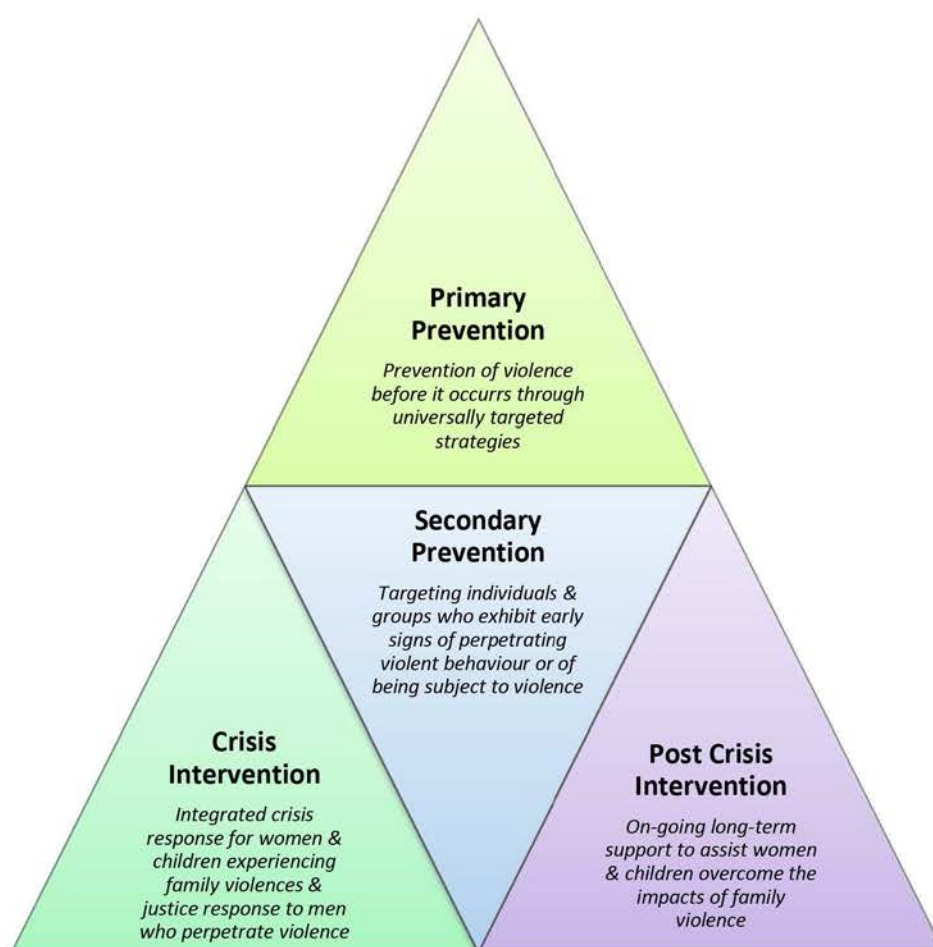 Primary
Prevention
Prevention of violence
before it occurrs through
universally targeted
strategies
Secondary
Prevention
Targeting individuals &
groups who exhibit early
signs of perpetrating
violent behaviour or of
being subject to violence
Crisis
Intervention
Integrated crisis
response for women &
children experiencing
family violences &
justice response to men
who perpetrate violence
Post Crisis
Intervention
On-going long-term
support to assist women
& children overcome the
impacts of family
violence